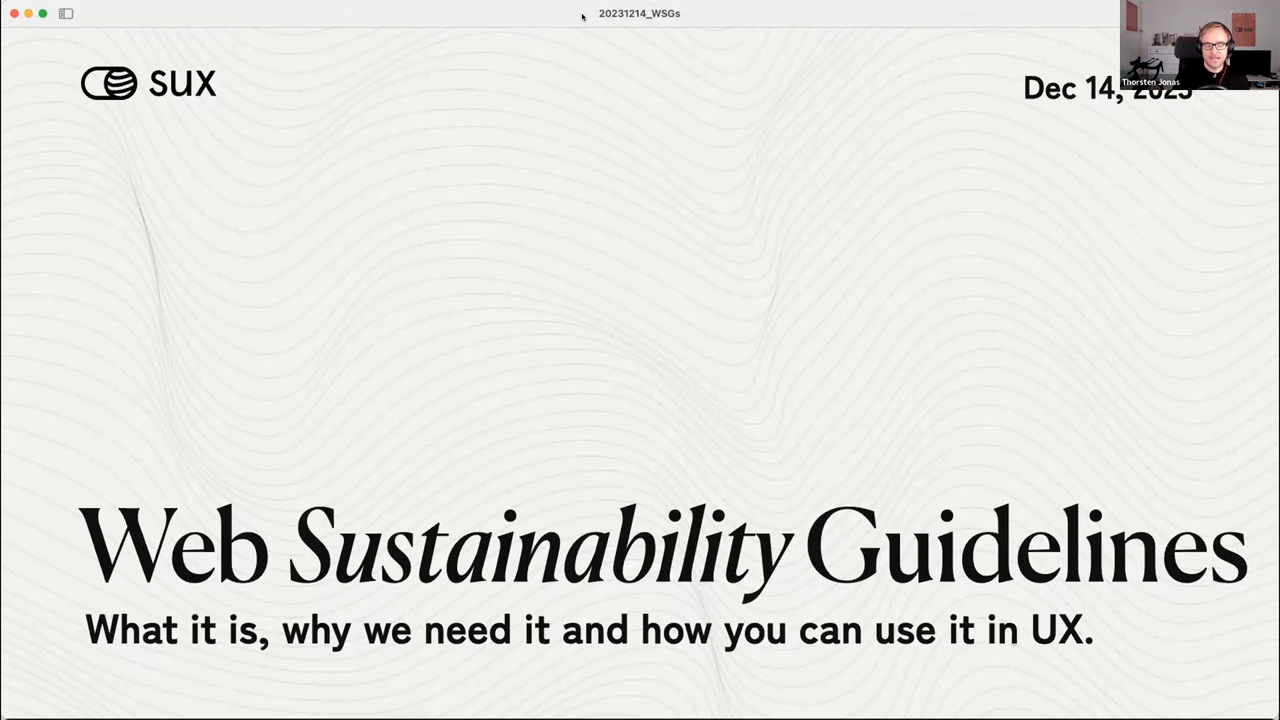 20231214_WSGs
SUX
Dec 14, 2023
Thorsten Jonas
Web Sustainability Guidelines
What it is, why we need it and how you can use it in UX.